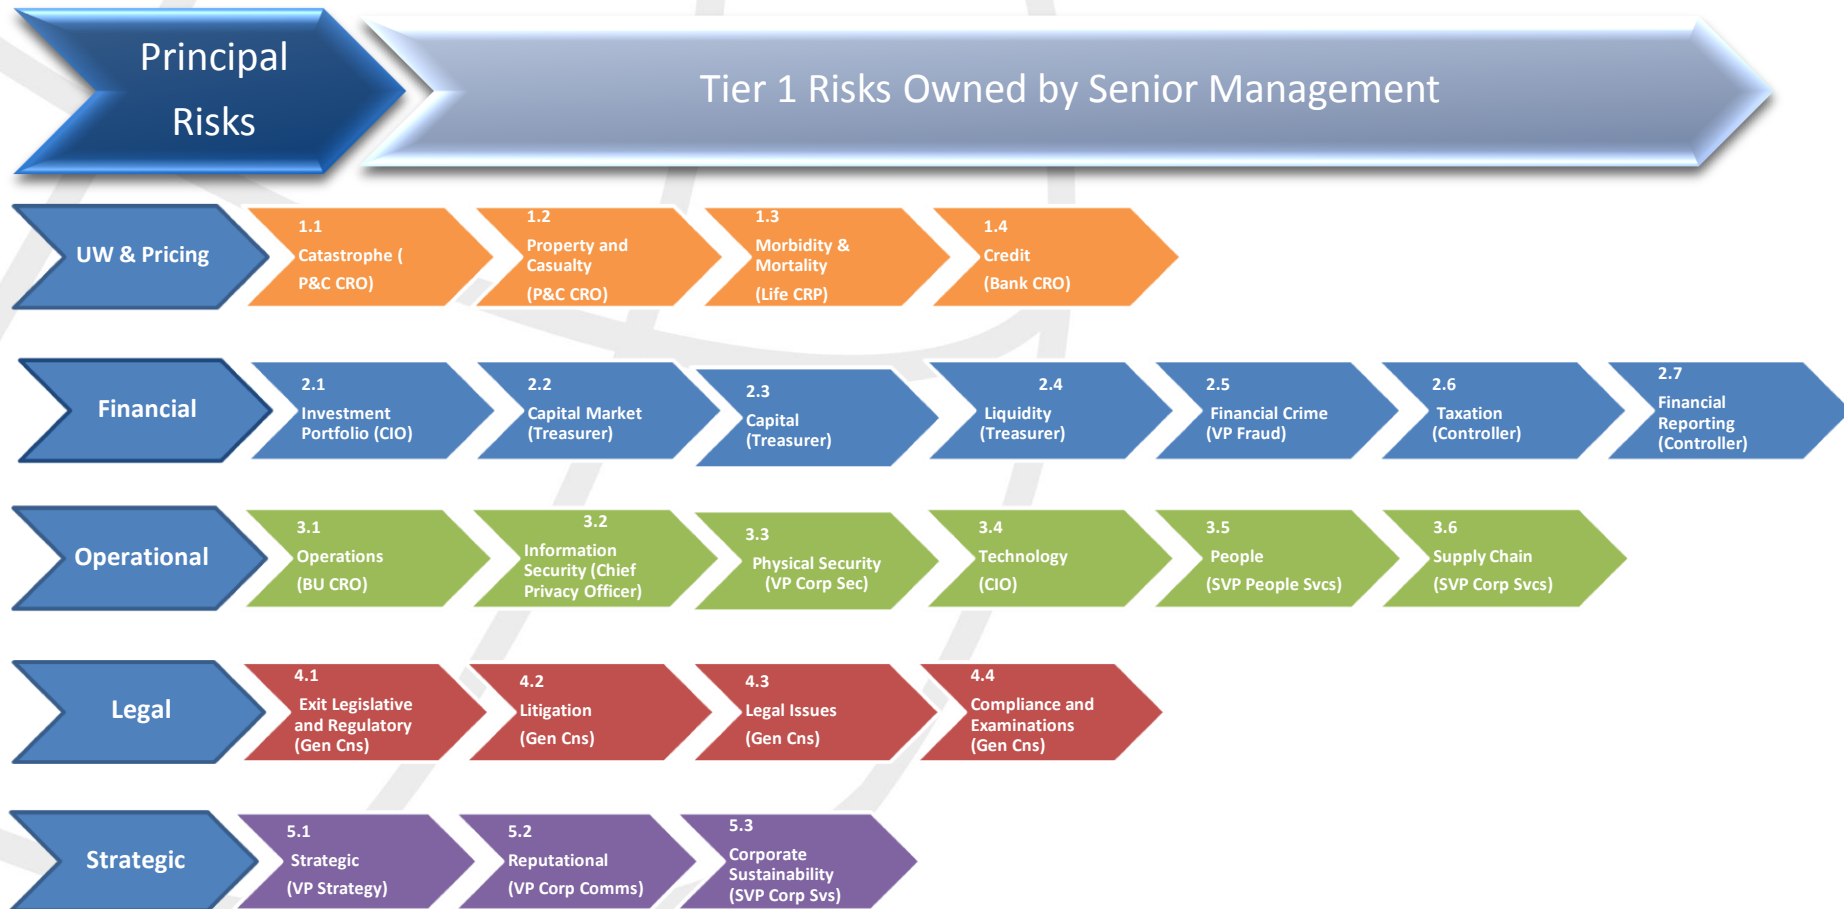 Principal
Risks
Tier 1 Risks Owned by Senior Management
UW & Pricing
1.1
Catastrophe (
P&C CRO)
1.2
Property and
Casualty
(P&C CRO)
1.3
Morbidity &
Mortality
(Life CRP)
1.4
Credit
(Bank CRO)
Financial
2.1
Investment
Portfolio (CIO)
2.2
Capital Market
(Treasurer)
2.3
Capital
(Treasurer)
2.4
Liquidity
(Treasurer)
2.5
Financial Crime
(VP Fraud)
2.6
Taxation
(Controller)
2.7
Financial
Reporting
(Controller)
Operational
3.1
Operations
(BU CRO)
3.2
Information
Security (Chief
Privacy Officer)
3.3
Physical Security
(VP Corp Sec)
3.4
Technology
(CIO)
3.5
People
(SVP People Svcs)
3.6
Supply Chain
(SVP Corp Svcs)
Legal
4.1
Exit Legislative
and Regulatory
(Gen Cns)
4.2
Litigation
(Gen Cns)
4.3
Legal Issues
(Gen Cns)
4.4
Compliance and
Examinations
(Gen Cns)
Strategic
5.1
Strategic
(VP Strategy)
5.2
Reputational
(VP Corp Comms)
5.3
Corporate
Sustainability
(SVP Corp Svs)